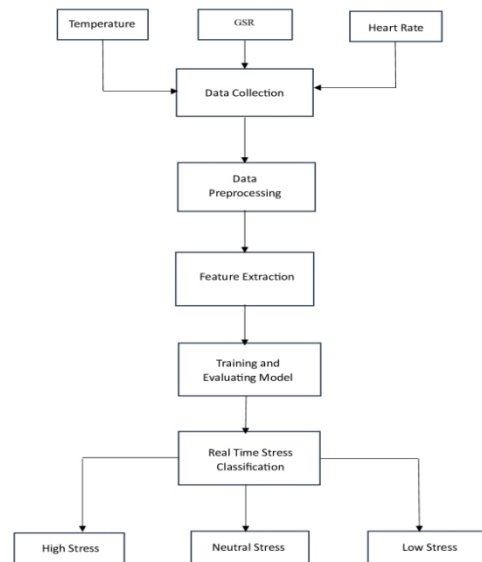 Temperature
GSR
Heart Rate
Data Collection
Data
Preprocessing
Feature Extraction
Training and
Evaluating Model
Real Time Stress
Classification
High Stress
Neutral Stress
Low Stress